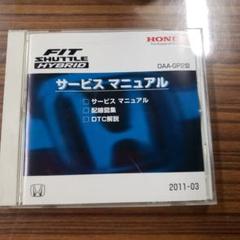 HONDA
FIT
SHUTTLE
HYBRID
DAA-GP2型
サービス マニュアル
サービス マニュアル
配線図集
DTC解説
2011-03